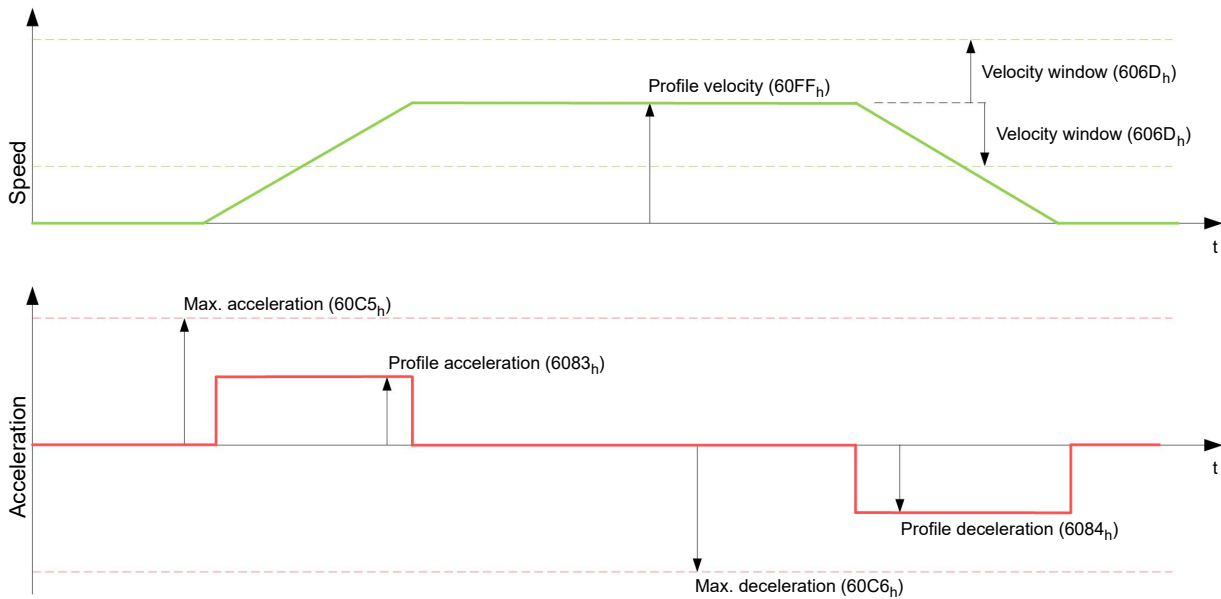 Velocity window (606Dh)
Profile velocity (60FFh)
Velocity window (606Dh)
Speed
t
Max. acceleration (60C5h)
Profile acceleration (6083h)
Acceleration
t
Profile deceleration (6084h)
Max. deceleration (60C6h)